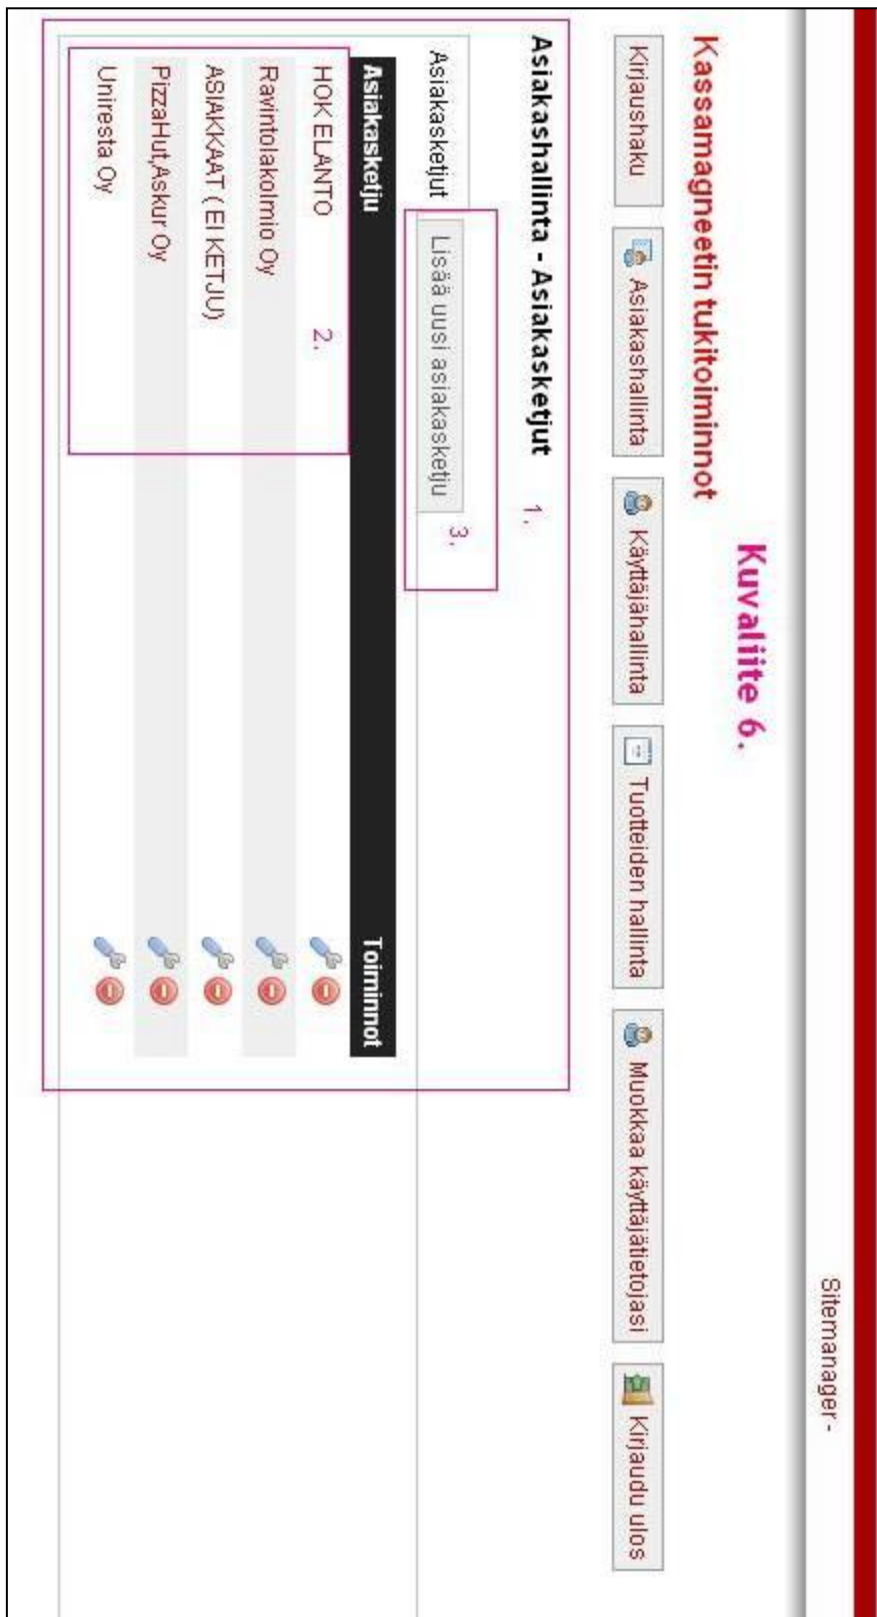 Sitemanager -
Kuvaliite 6.
Kassamagneetin tukitoiminnot
Kirjaushaku Asiakashallinta Käyttäjähallinta Tuotteiden hallinta Muokkaa käyttäjätietojasi Kirjaudu ulos
Asiakashallinta - Asiakasketjut 1.
Asiakasketjut Lisää uusi asiakasketju 3.
Asiakasketju Toiminnot
HOK ELANTO 2.
Ravintolakolmio Oy
ASIAKKAAT ( EI KETJU)
PizzaHut,Askur Oy
Uniresta Oy